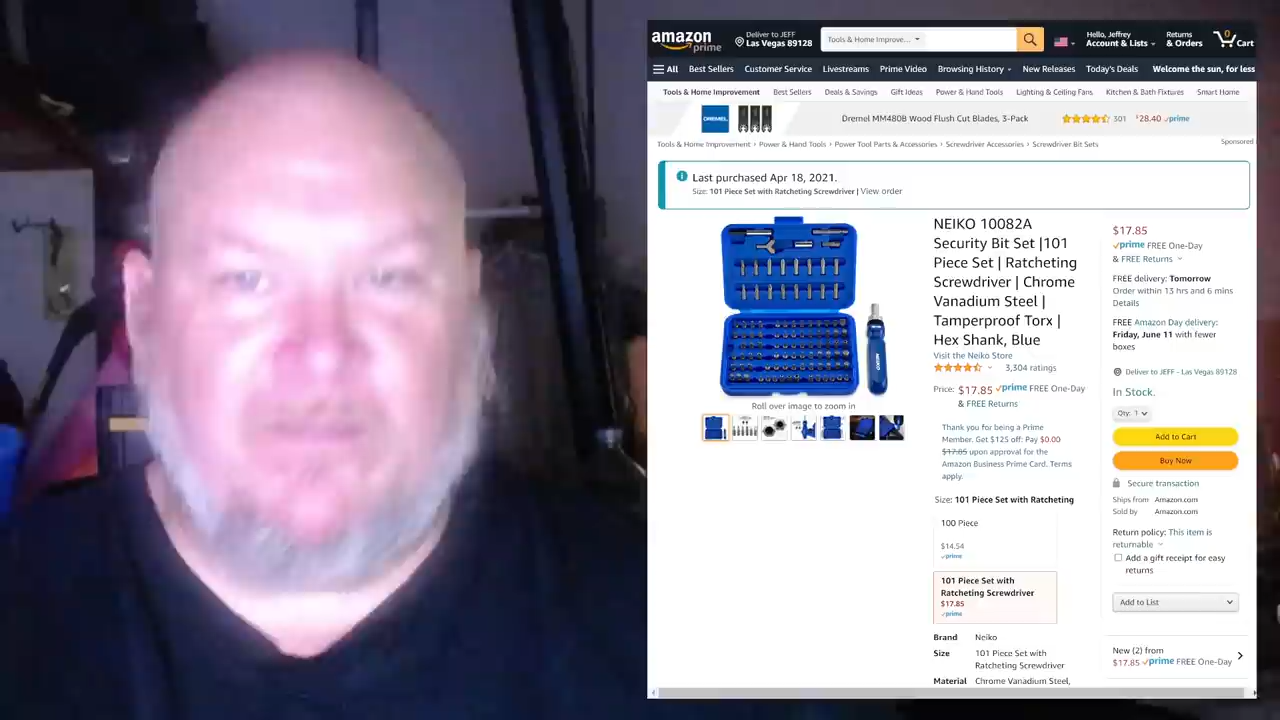 amazon
prime
Deliver to JEFF
Las Vegas 89128
Tools & Home Improve...
Hello, Jeffrey
Account & Lists
Returns
& Orders
0
Cart
All
Best Sellers
Customer Service
Livestreams
Prime Video
Browsing History
New Releases
Today's Deals
Welcome the sun, for less
Tools & Home Improvement
Best Sellers
Deals & Savings
Gift Ideas
Power & Hand Tools
Lighting & Ceiling Fans
Kitchen & Bath Fixtures
Smart Home
DREMEL
Dremel MM480B Wood Flush Cut Blades, 3-Pack
301
$28.40 prime
Sponsored
Tools & Home Improvement › Power & Hand Tools › Power Tool Parts & Accessories › Screwdriver Accessories › Screwdriver Bit Sets
Last purchased Apr 18, 2021.
Size: 101 Piece Set with Ratcheting Screwdriver | View order
NEIKO
Roll over image to zoom in
NEIKO 10082A
Security Bit Set |101
Piece Set | Ratcheting
Screwdriver | Chrome
Vanadium Steel |
Tamperproof Torx |
Hex Shank, Blue
Visit the Neiko Store
3,304 ratings
Price: $17.85 prime FREE One-Day
& FREE Returns
Thank you for being a Prime
Member. Get $125 off: Pay $0.00
$17.85 upon approval for the
Amazon Business Prime Card. Terms
apply.
Size: 101 Piece Set with Ratcheting
100 Piece
$14.54
prime
101 Piece Set with
Ratcheting Screwdriver
$17.85
prime
Brand Neiko
Size 101 Piece Set with
Ratcheting Screwdriver
Material Chrome Vanadium Steel,
$17.85
prime FREE One-Day
& FREE Returns
FREE delivery: Tomorrow
Order within 13 hrs and 6 mins
Details
FREE Amazon Day delivery:
Friday, June 11 with fewer
boxes
Deliver to JEFF - Las Vegas 89128
In Stock.
Qty: 1
Add to Cart
Buy Now
Secure transaction
Ships from Amazon.com
Sold by Amazon.com
Return policy: This item is
returnable
Add a gift receipt for easy
returns
Add to List
New (2) from
$17.85 prime FREE One-Day